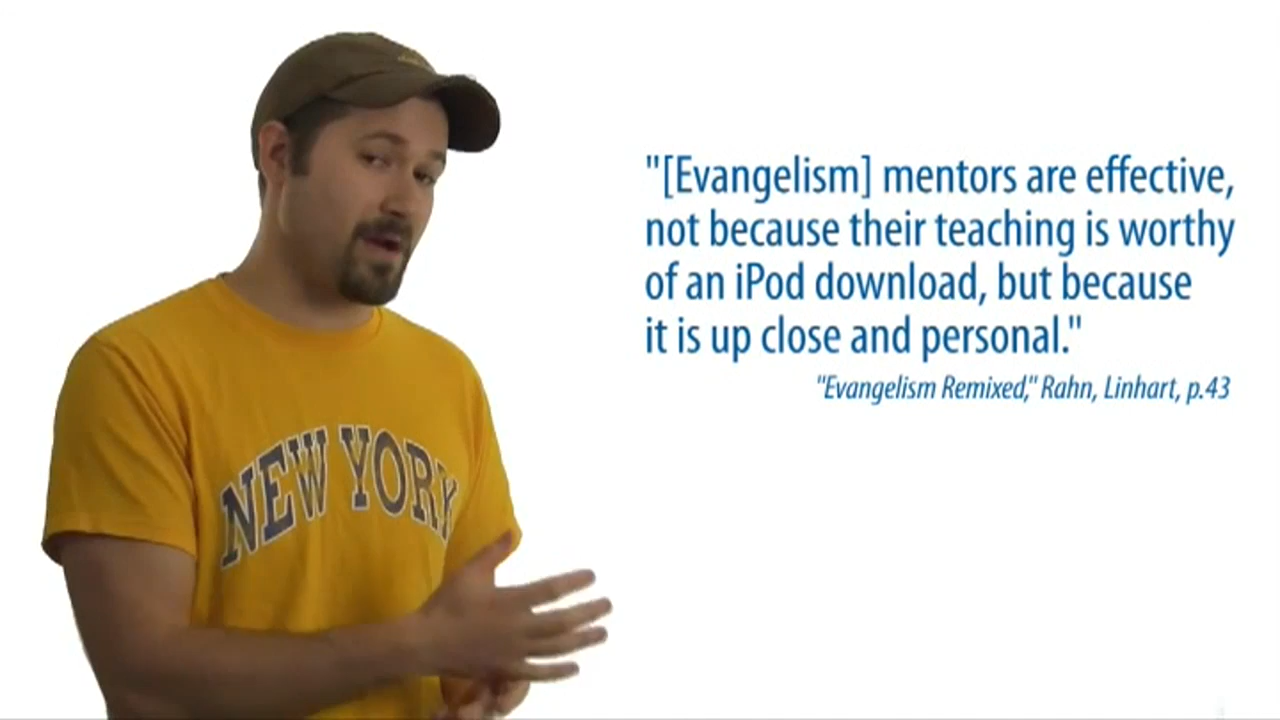 "[Evangelism] mentors are effective,
not because their teaching is worthy
of an iPod download, but because
it is up close and personal."
"Evangelism Remixed," Rahn, Linhart, p.43
NEW YORK